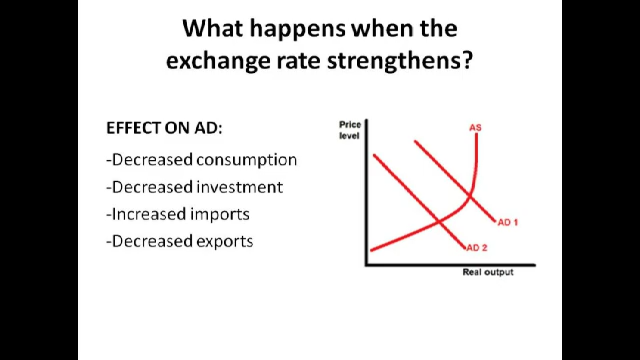 What happens when the
exchange rate strengthens?
EFFECT ON AD:
-Decreased consumption
-Decreased investment
-Increased imports
-Decreased exports
Price
level
AS
AD 1
AD 2
Real output